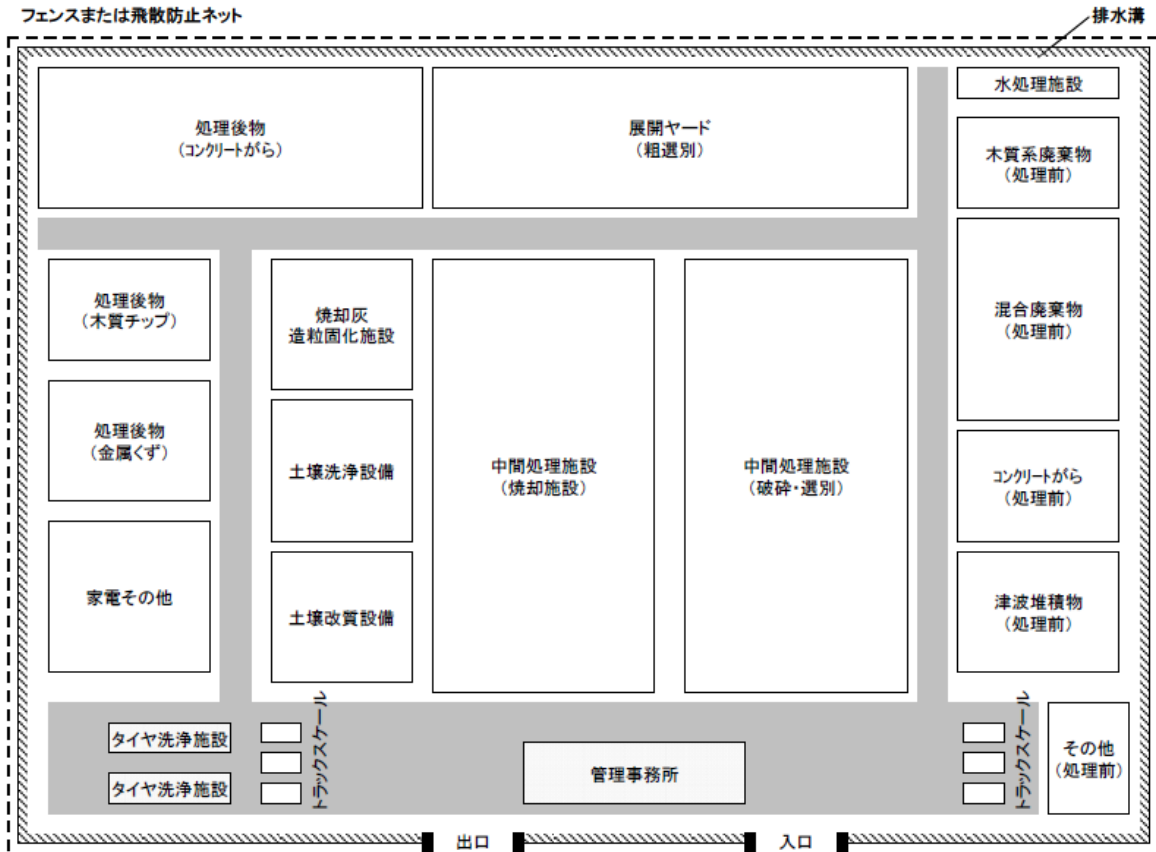 フェンスまたは飛散防止ネット
排水溝
処理後物
(コンクリートがら)
展開ヤード
(粗選別)
水処理施設
木質系廃棄物
(処理前)
処理後物
(木質チップ)
焼却灰
造粒固化施設
混合廃棄物
(処理前)
処理後物
(金属くず)
土壌洗浄設備
中間処理施設
(焼却施設)
中間処理施設
(破砕・選別)
コンクリートがら
(処理前)
家電その他
土壌改質設備
津波堆積物
(処理前)
タイヤ洗浄施設
タイヤ洗浄施設
トラックスケール
管理事務所
トラックスケール
その他
(処理前)
出口
入口